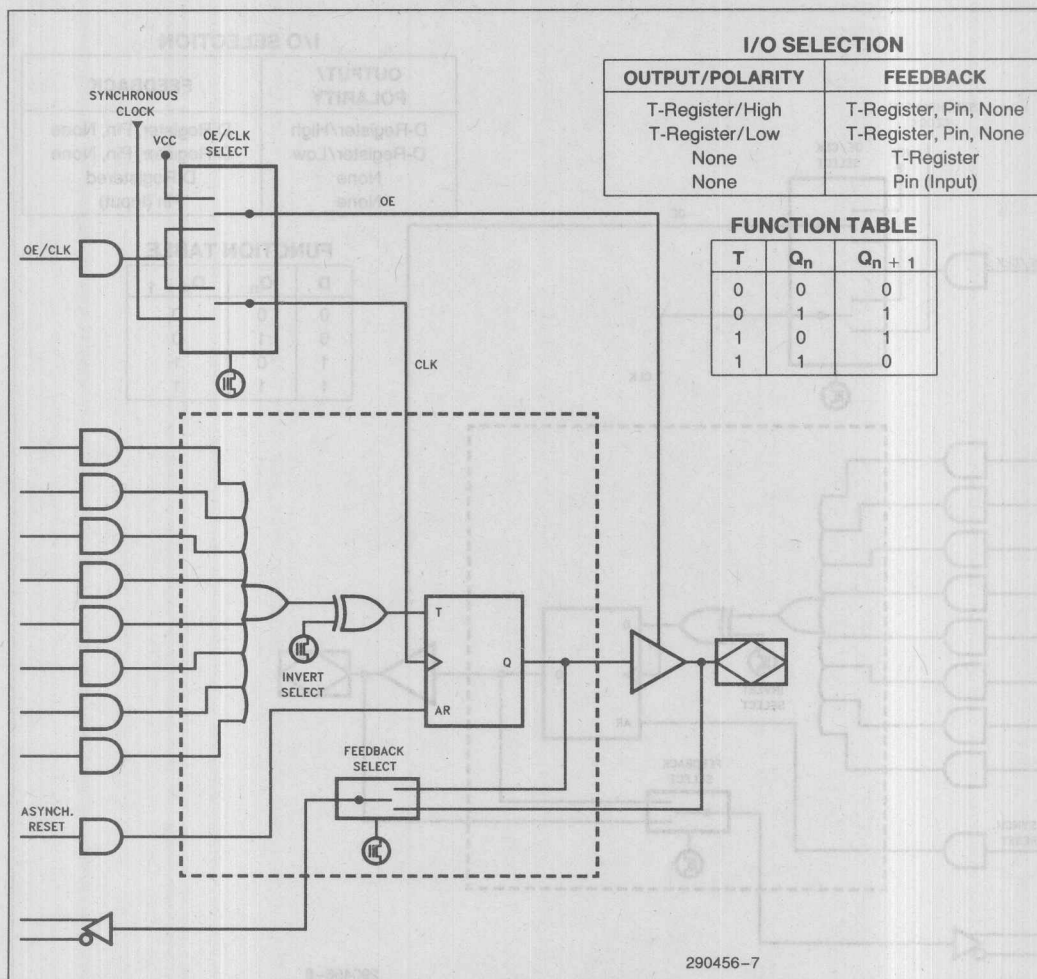 I/O SELECTION
OUTPUT/POLARITY FEEDBACK
T-Register/High T-Register, Pin, None
T-Register/Low T-Register, Pin, None
None T-Register
None Pin (Input)
FUNCTION TABLE
T Qn Qn + 1
0 0 0
0 1 1
1 0 1
1 1 0
SYNCHRONOUS
CLOCK
VCC
OE/CLK
SELECT
OE
OE/CLK
CLK
T
Q
AR
INVERT
SELECT
FEEDBACK
SELECT
ASYNCH.
RESET
290456-7